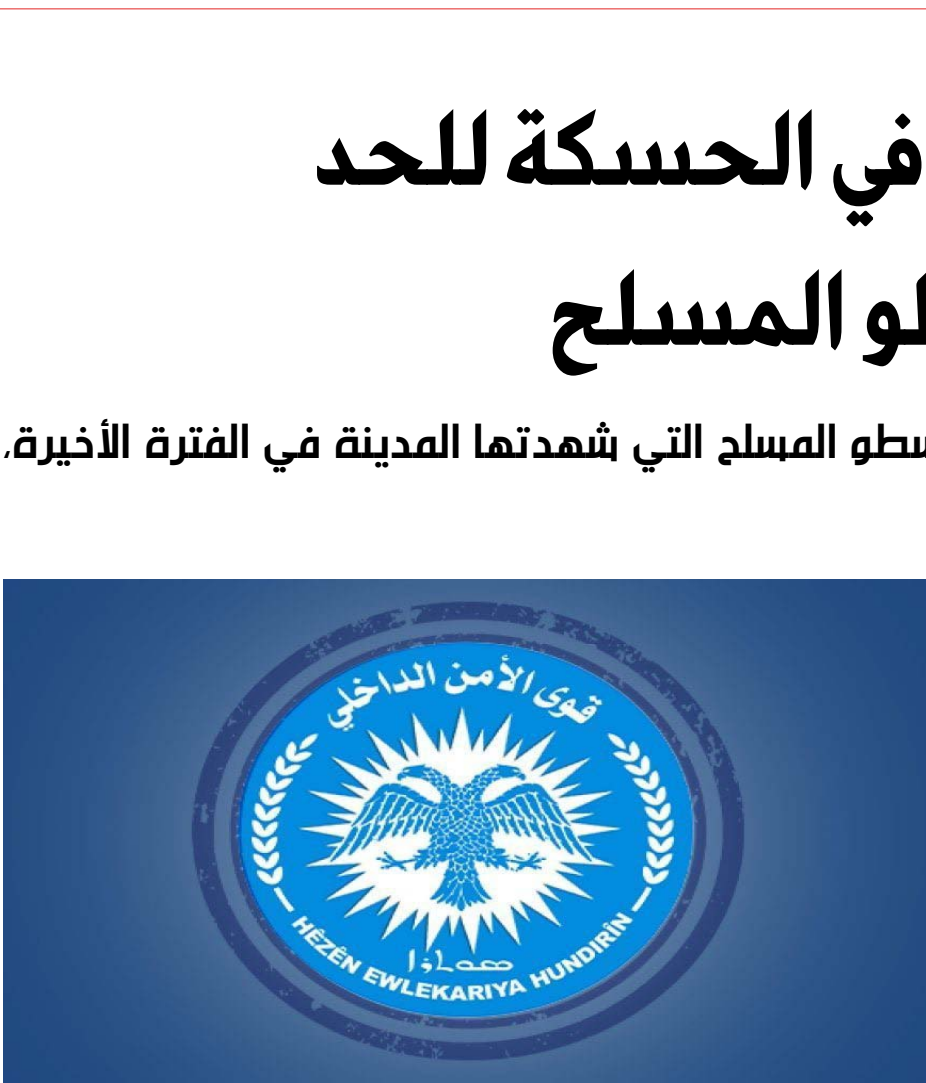 في الحسكة للحد
لو المسلح
سطو المسلح التي شهدتها المدينة في الفترة الأخيرة،
قوى الأمن الداخلي
HÊZÊN EWLEKARIYA HUNDIRÎN